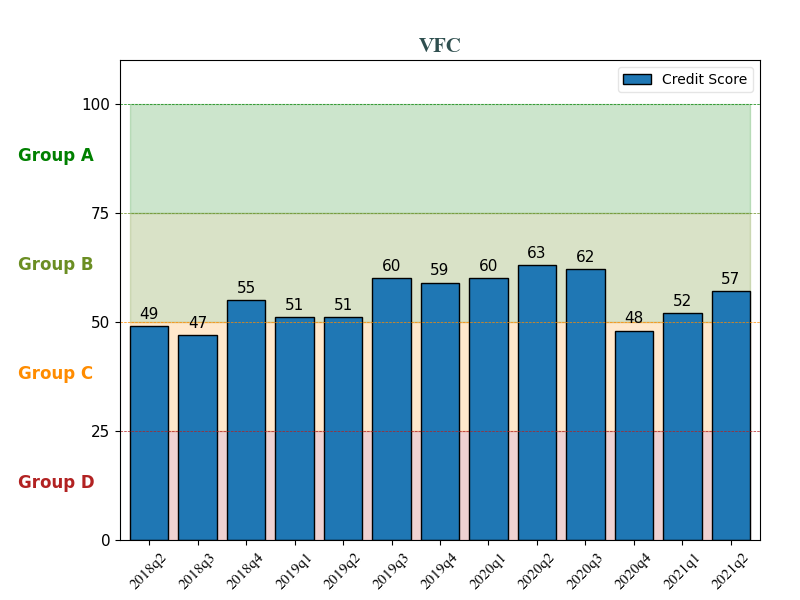 VFC
Credit Score
100
Group A
75
Group B
63
62
60
59
60
57
55
52
51
51
49
47
48
50
Group C
25
Group D
0
2018q2
2018q3
2018q4
2019q1
2019q2
2019q3
2019q4
2020q1
2020q2
2020q3
2020q4
2021q1
2021q2